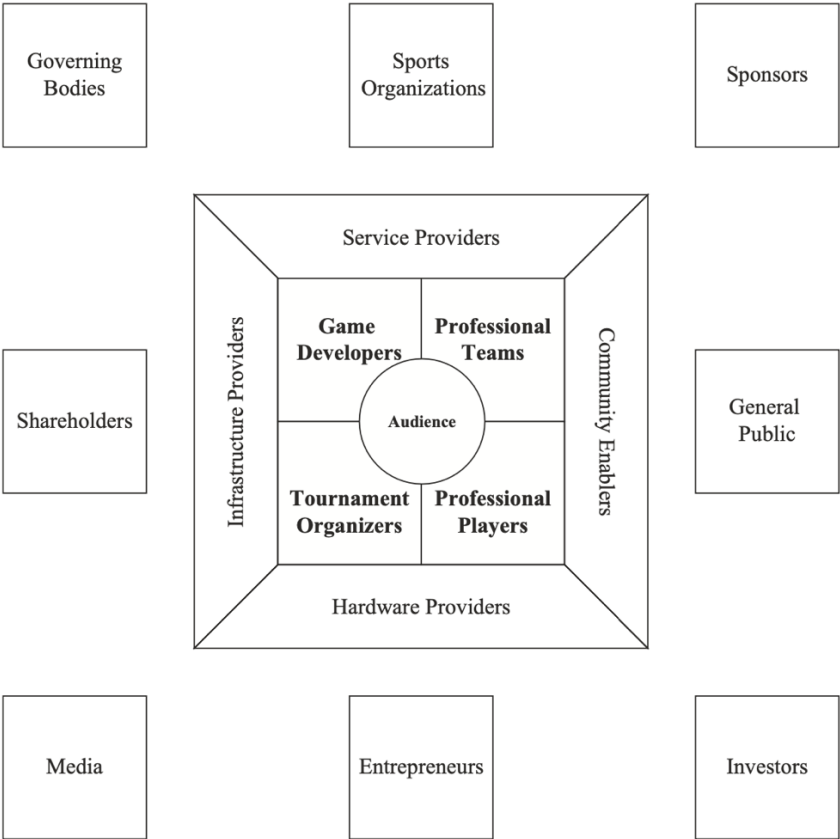 Governing
Bodies
Sports
Organizations
Sponsors
Service Providers
Infrastructure Providers
Game
Developers
Professional
Teams
Community Enablers
Shareholders
Audience
General
Public
Tournament
Organizers
Professional
Players
Hardware Providers
Media
Entrepreneurs
Investors